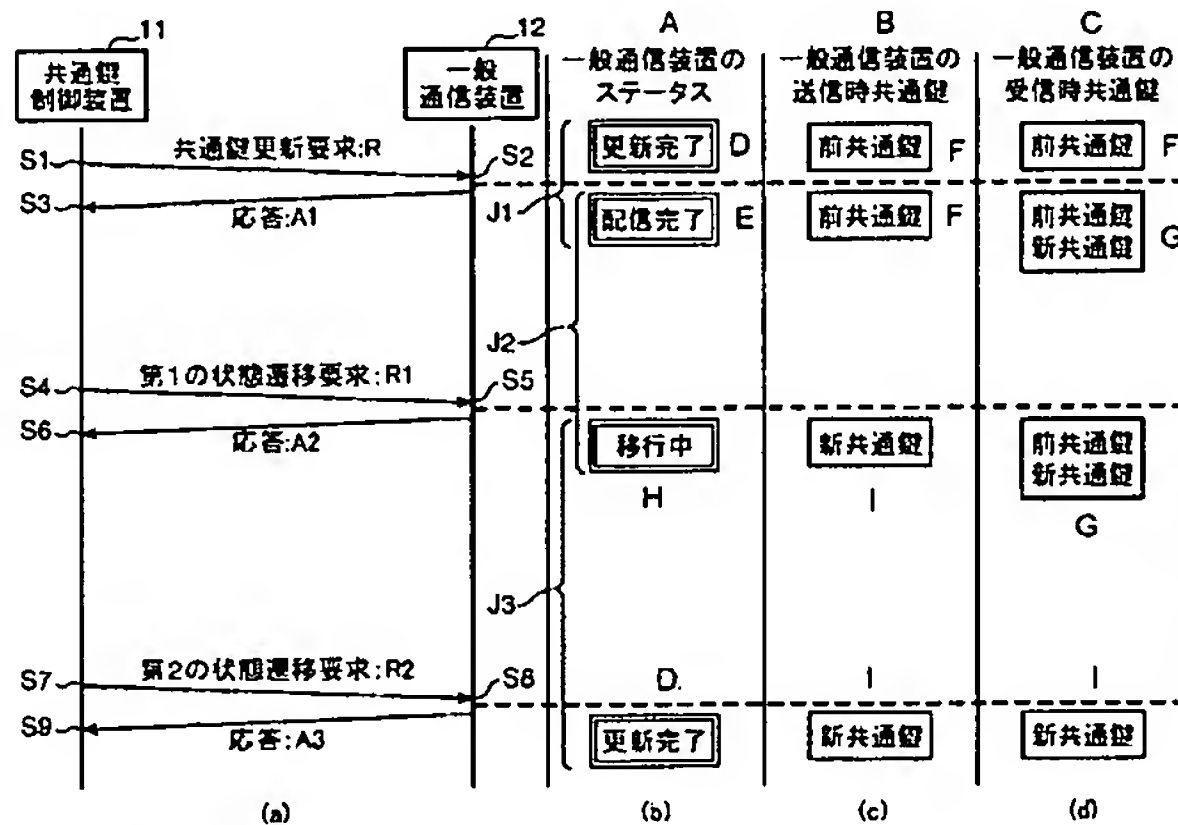 11
共通鍵
制御装置
12
一般
通信装置
A
一般通信装置の
ステータス
B
一般通信装置の
送信時共通鍵
C
一般通信装置の
受信時共通鍵
S1
共通鍵更新要求:R
S2
更新完了
D
前共通鍵
F
前共通鍵
F
S3
応答:A1
J1
配信完了
E
前共通鍵
F
前共通鍵
新共通鍵
G
J2
S4
第1の状態遷移要求:R1
S5
S6
応答:A2
移行中
H
新共通鍵
I
前共通鍵
新共通鍵
G
J3
S7
第2の状態遷移要求:R2
S8
D.
I
I
S9
応答:A3
更新完了
新共通鍵
新共通鍵
(a)
(b)
(c)
(d)